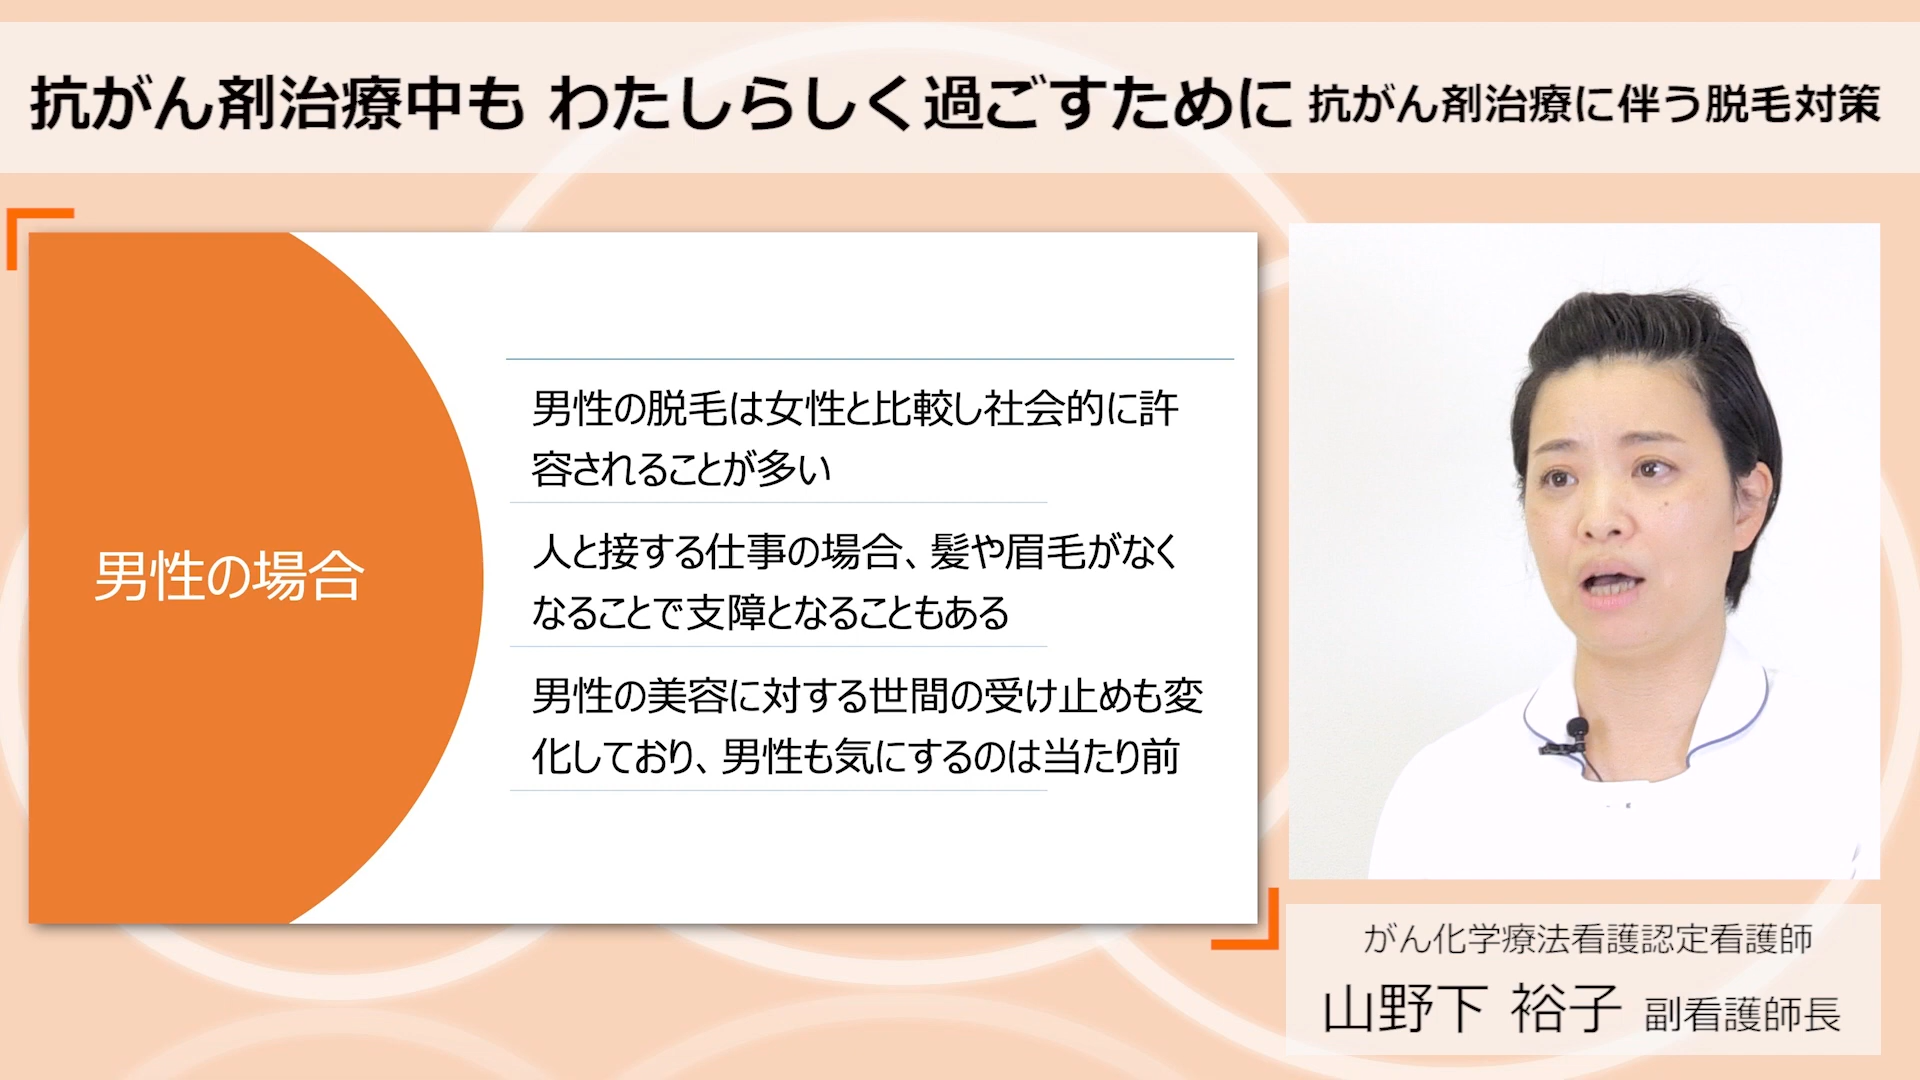 抗がん剤治療中も わたしらしく過ごすために 抗がん剤治療に伴う脱毛対策
男性の場合
男性の脱毛は女性と比較し社会的に許
容されることが多い
人と接する仕事の場合、髪や眉毛がなく
なることで支障となることもある
男性の美容に対する世間の受け止めも変
化しており、男性も気にするのは当たり前
がん化学療法看護認定看護師
山野下 裕子 副看護師長